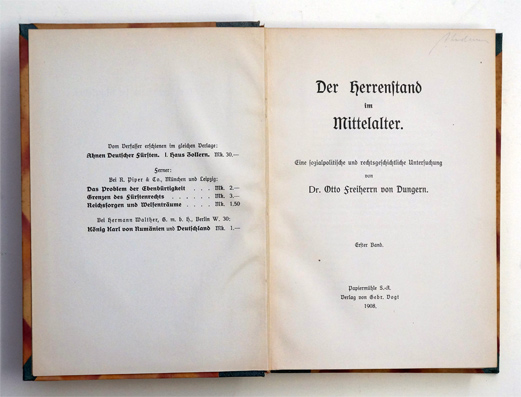 Vom Verfasser erschienen im gleichen Verlage:
Ahnen Deutscher Fürsten. I. Haus Zollern. Mk. 30.—
Ferner:
Bei R. Piper & Co., München und Leipzig:
Das Problem der Ebenbürtigkeit . . . . Mk. 2.—
Grenzen des Fürstenrechts . . . . . . Mk. 3.—
Reichssorgen und Welfenträume . . . . Mk. 1.50
Bei Hermann Walther, G. m. b. H., Berlin W. 30:
König Karl von Rumänien und Deutschland Mk. 1.—
Der Herrenſtand
im
Mittelalter.
Eine ſozialpolitiſche und rechtsgeſchichtliche Unterſuchung
von
Dr. Otto Freiherrn von Dungern.
Erſter Band.
Papiermühle S.-A.
Verlag von Gebr. Vogt
1908.